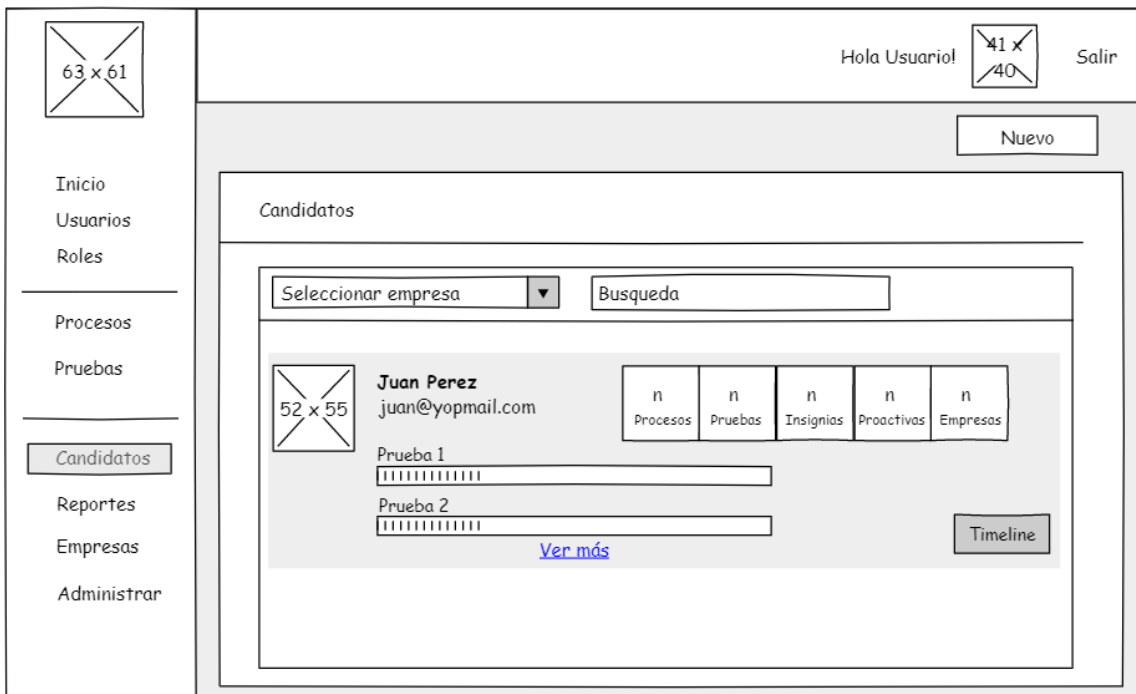 63 x 61
Hola Usuario!
41 x
40
Salir
Nuevo
Inicio
Usuarios
Roles
Procesos
Pruebas
Candidatos
Reportes
Empresas
Administrar
Candidatos
Seleccionar empresa ▼
Busqueda
52 x 55
Juan Perez
juan@yopmail.com
n n n n n
Procesos Pruebas Insignias Proactivas Empresas
Prueba 1
Prueba 2
Ver más
Timeline